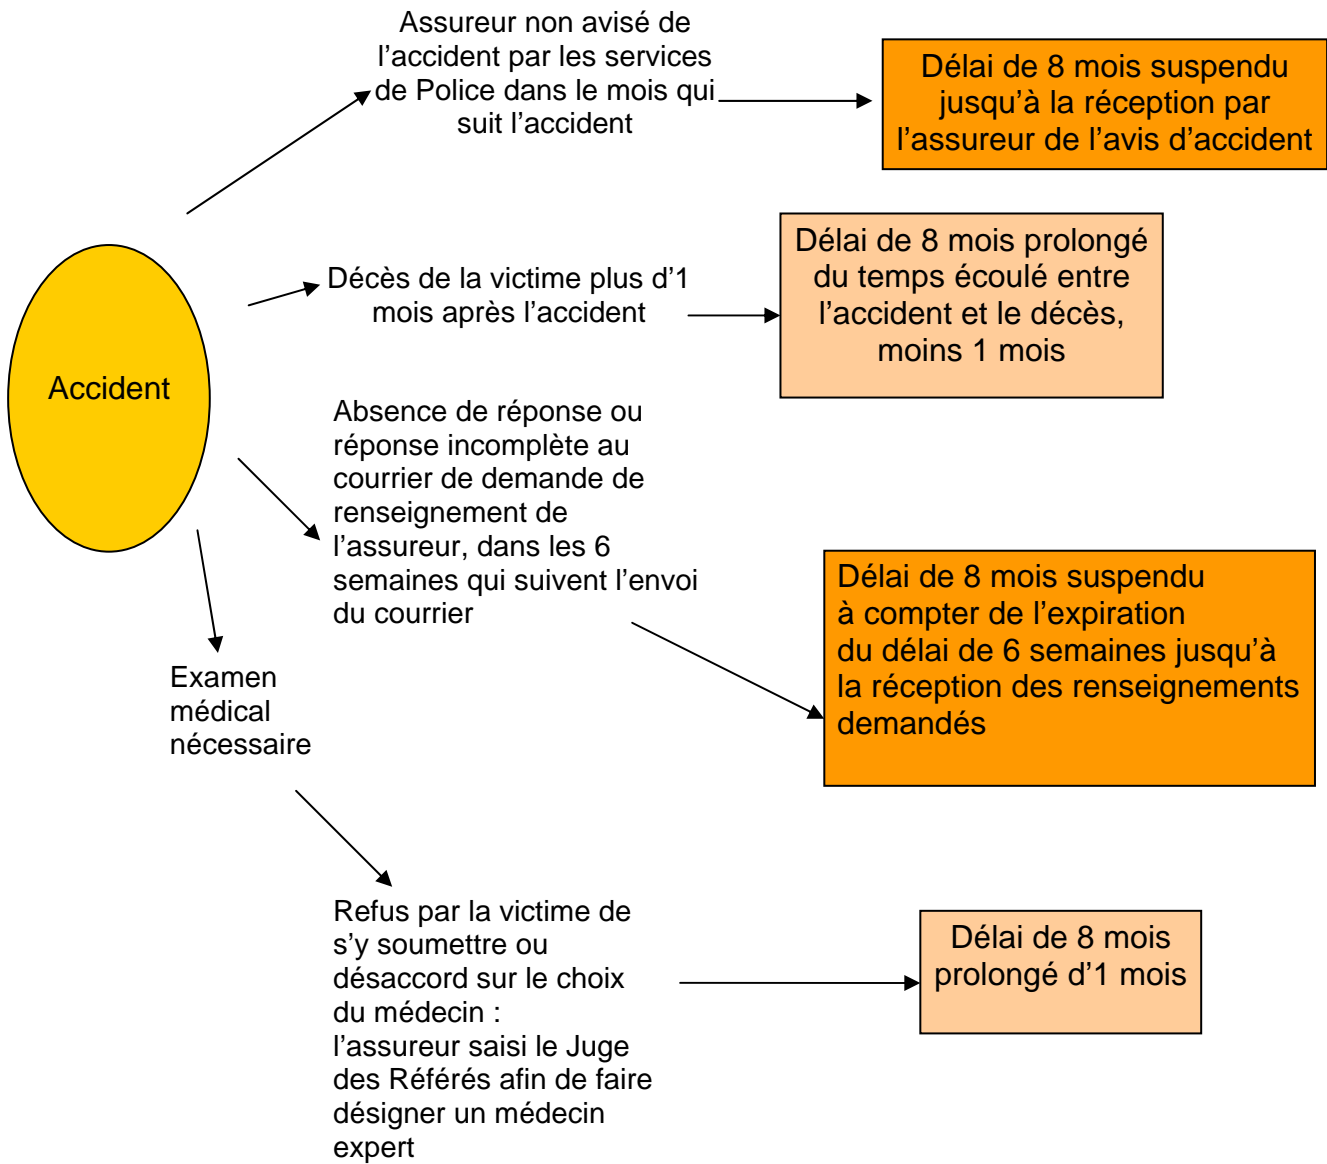 Assureur non avisé de
l’accident par les services
de Police dans le mois qui
suit l’accident
Délai de 8 mois suspendu
jusqu’à la réception par
l’assureur de l’avis d’accident
Accident
Décès de la victime plus d’1
mois après l’accident
Délai de 8 mois prolongé
du temps écoulé entre
l’accident et le décès,
moins 1 mois
Absence de réponse ou
réponse incomplète au
courrier de demande de
renseignement de
l’assureur, dans les 6
semaines qui suivent l’envoi
du courrier
Délai de 8 mois suspendu
à compter de l’expiration
du délai de 6 semaines jusqu’à
la réception des renseignements
demandés
Examen
médical
nécessaire
Refus par la victime de
s’y soumettre ou
désaccord sur le choix
du médecin :
l’assureur saisi le Juge
des Référés afin de faire
désigner un médecin
expert
Délai de 8 mois
prolongé d’1 mois